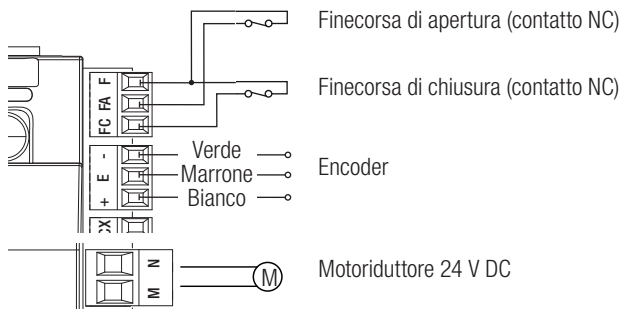 Finecorsa di apertura (contatto NC)
F
Finecorsa di chiusura (contatto NC)
FA
FC
- Verde
E Marrone Encoder
+ Bianco
CX
N
M Motoriduttore 24 V DC
M